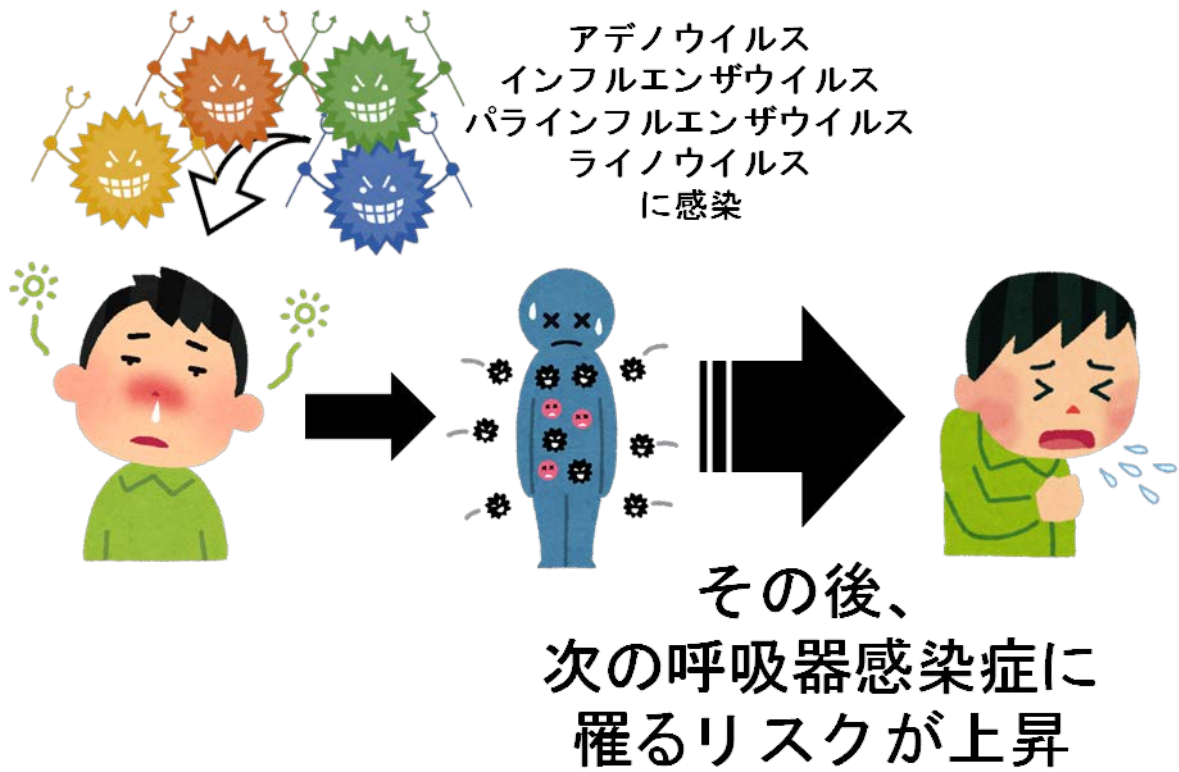 アデノウイルス
インフルエンザウイルス
パラインフルエンザウイルス
ライノウイルス
に感染
その後、
次の呼吸器感染症に
罹るリスクが上昇